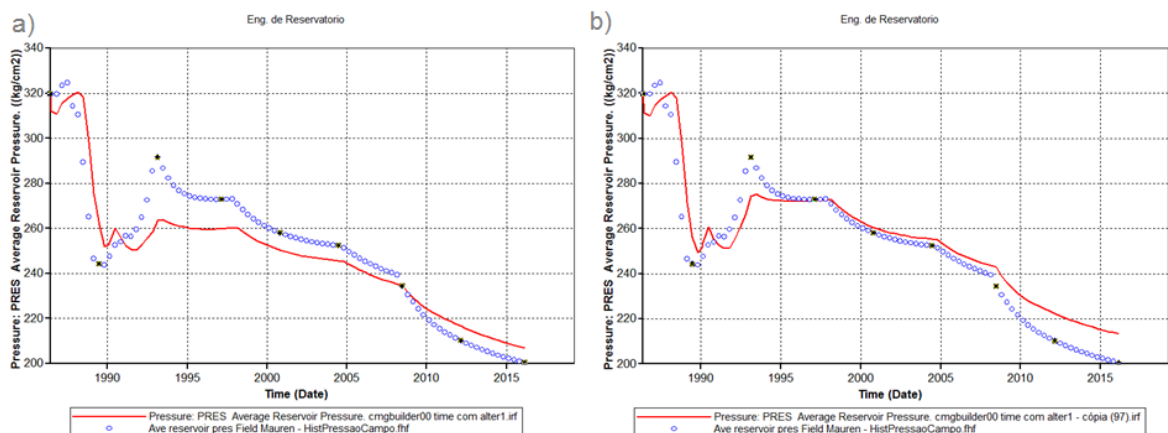 a)
Eng. de Reservatorio
Pressure: PRES Average Reservoir Pressure. ((kg/cm2))
340
320
300
280
260
240
220
200
1990
1995
2000
2005
2010
2015
Time (Date)
Pressure: PRES Average Reservoir Pressure. cmgbuilder00 time com alter1.irf
Ave reservoir pres Field Mauren - HistPressaoCampo.fhf
b)
Eng. de Reservatorio
Pressure: PRES Average Reservoir Pressure. ((kg/cm2))
340
320
300
280
260
240
220
200
1990
1995
2000
2005
2010
2015
Time (Date)
Pressure: PRES Average Reservoir Pressure. cmgbuilder00 time com alter1 - cópia (97).irf
Ave reservoir pres Field Mauren - HistPressaoCampo.fhf